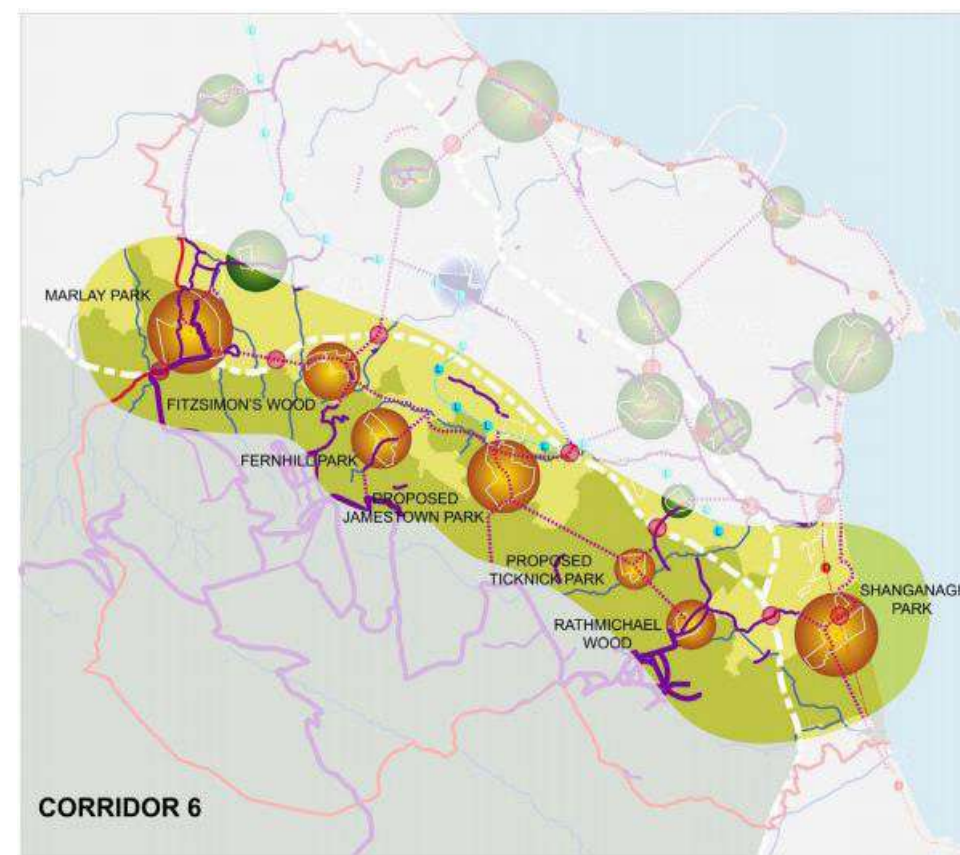 MARLAY PARK
FITZSIMON'S WOOD
FERNHILL PARK
PROPOSED
JAMESTOWN PARK
PROPOSED
TICKNICK PARK
RATHMICHAEL
WOOD
SHANGANAGH
PARK
CORRIDOR 6